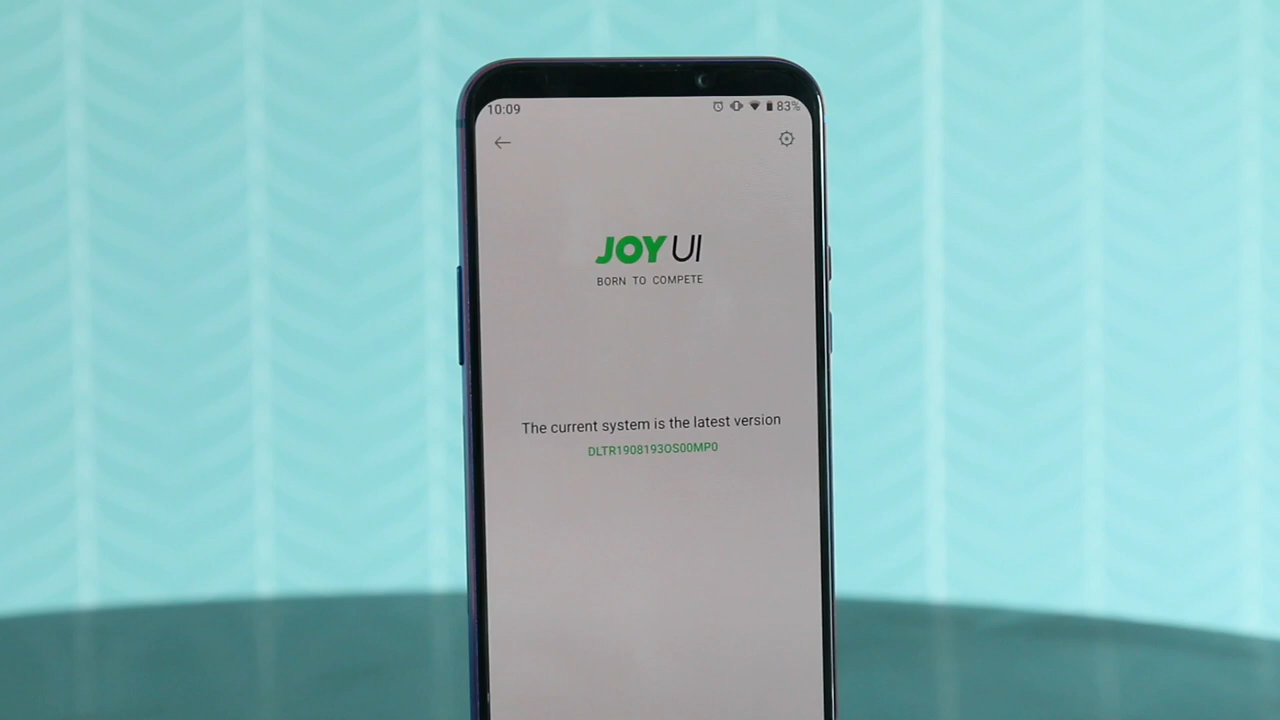 10:09 83%
JOY UI
BORN TO COMPETE
The current system is the latest version
DLTR1908193OS00MP0